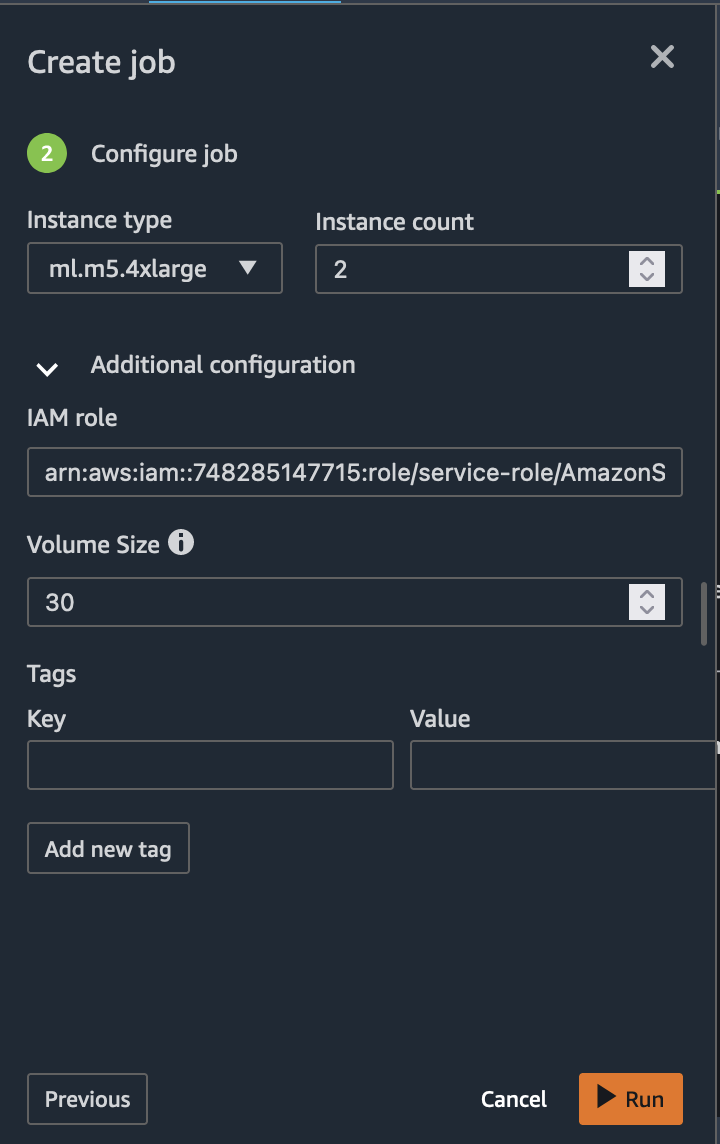 Create job
2 Configure job
Instance type Instance count
ml.m5.4xlarge 2
Additional configuration
IAM role
arn:aws:iam::748285147715:role/service-role/AmazonS
Volume Size
30
Tags
Key Value
Add new tag
Previous Cancel Run